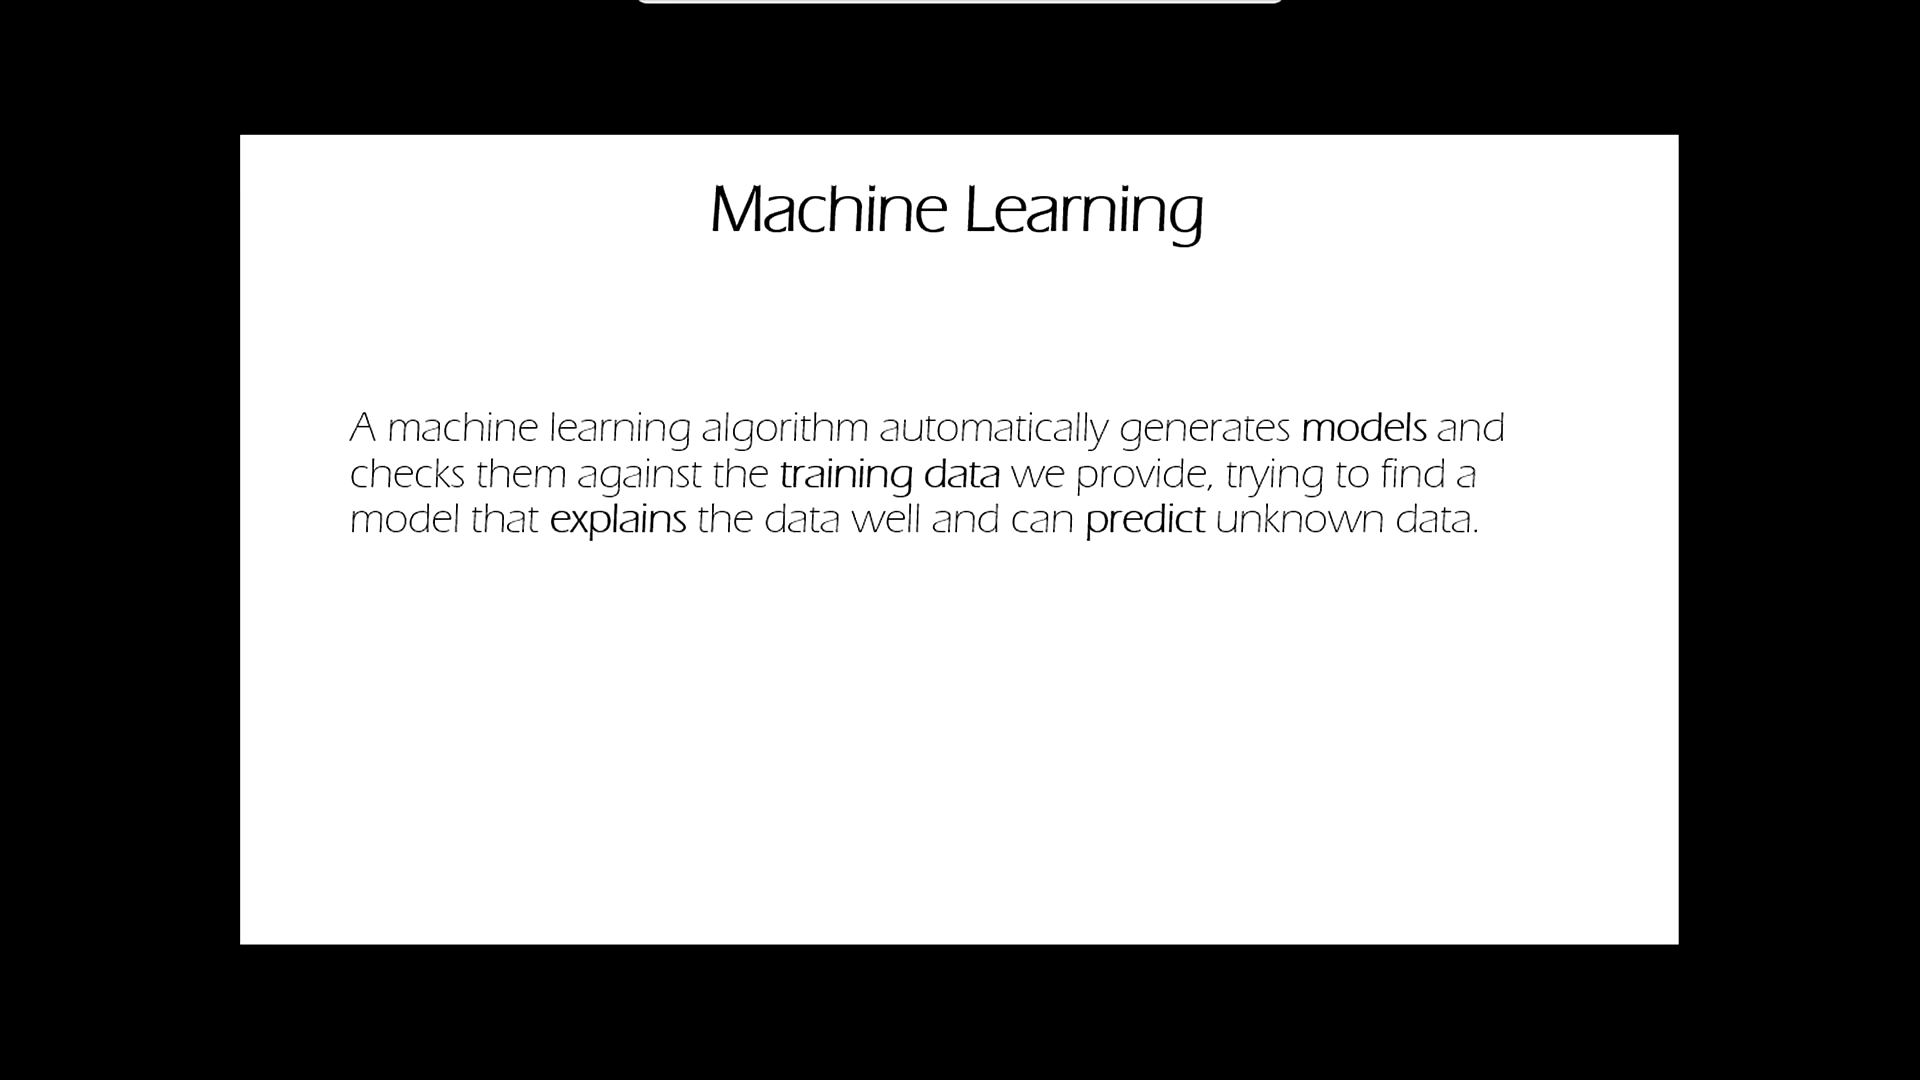 Machine Learning
A machine learning algorithm automatically generates models and
checks them against the training data we provide, trying to find a
model that explains the data well and can predict unknown data.